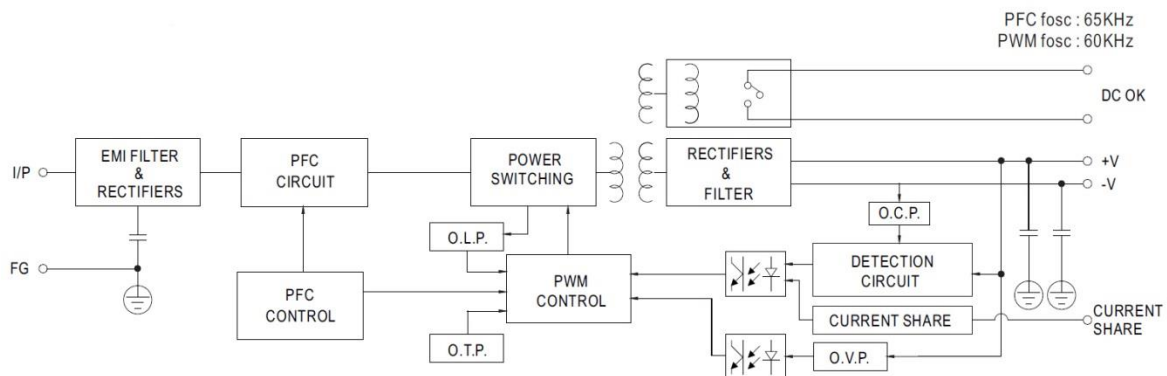 PFC fosc : 65KHz
PWM fosc : 60KHz
DC OK
I/P
EMI FILTER
&
RECTIFIERS
PFC
CIRCUIT
POWER
SWITCHING
RECTIFIERS
&
FILTER
+V
-V
O.C.P.
O.L.P.
FG
PFC
CONTROL
PWM
CONTROL
DETECTION
CIRCUIT
O.T.P.
CURRENT SHARE
CURRENT
SHARE
O.V.P.